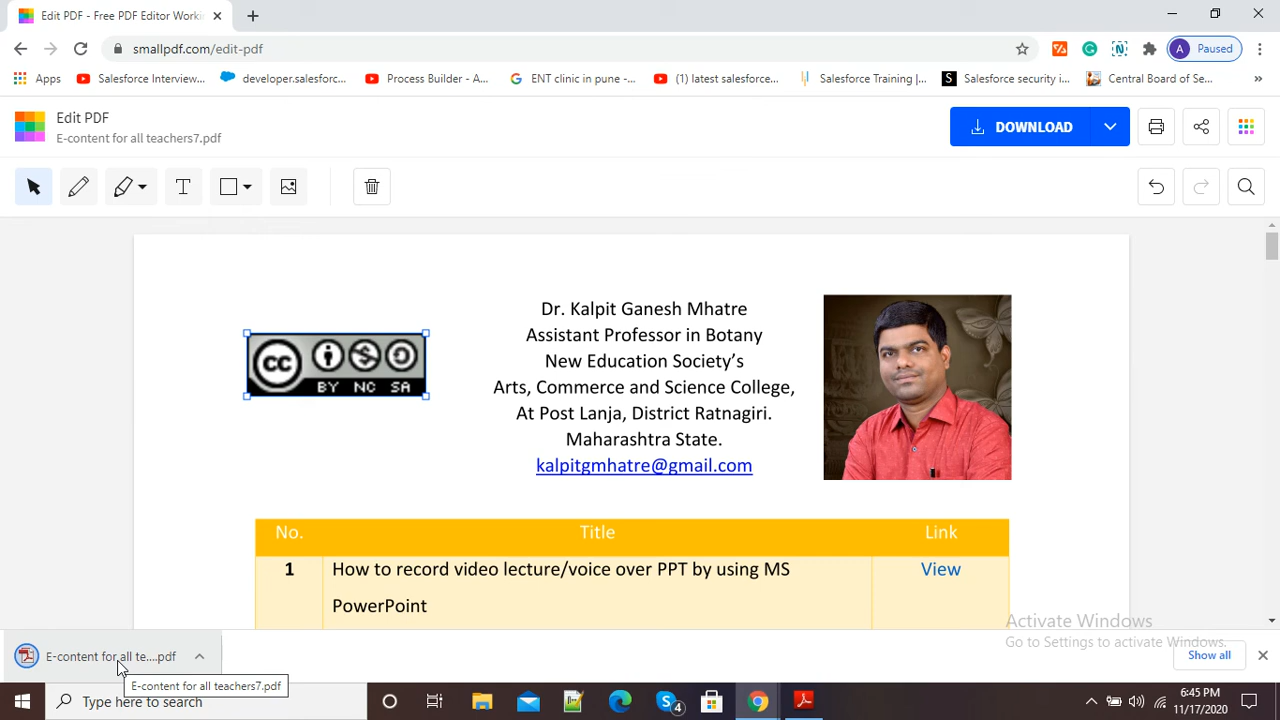 Edit PDF - Free PDF Editor Worki
smallpdf.com/edit-pdf
A Paused
Apps Salesforce Interview... developer.salesforc... Process Builder - A... ENT clinic in pune -... (1) latest salesforce... Salesforce Training |... S Salesforce security i... Central Board of Se... »
Edit PDF
E-content for all teachers7.pdf
DOWNLOAD
T
Dr. Kalpit Ganesh Mhatre
Assistant Professor in Botany
New Education Society’s
Arts, Commerce and Science College,
At Post Lanja, District Ratnagiri.
Maharashtra State.
kalpitgmhatre@gmail.com
CC
BY NC SA
No. Title Link
1 How to record video lecture/voice over PPT by using MS View
PowerPoint
Activate Windows
Go to Settings to activate Windows.
E-content for all te....pdf
Show all
E-content for all teachers7.pdf
Type here to search
4
6:45 PM
11/17/2020